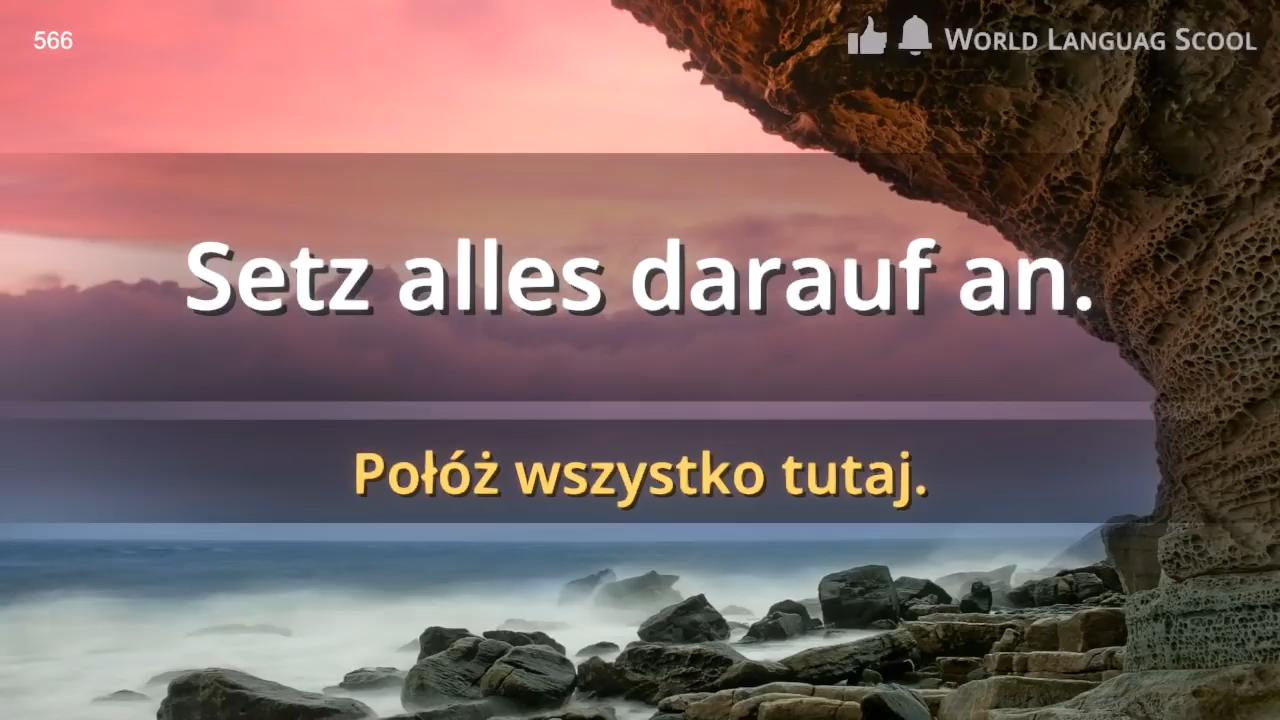 566
World Languag Scool
Setz alles darauf an.
Połóż wszystko tutaj.